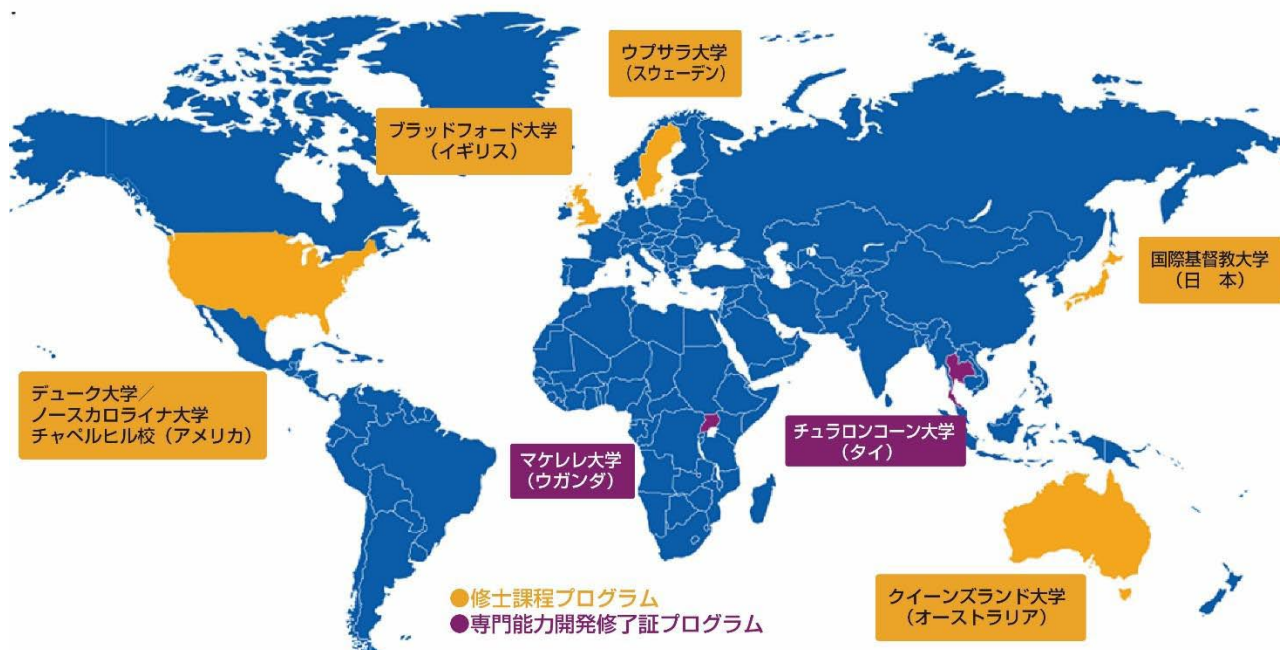 ウプサラ大学
（スウェーデン）
ブラッドフォード大学
（イギリス）
国際基督教大学
（日　本）
デューク大学／
ノースカロライナ大学
チャペルヒル校（アメリカ）
チュラロンコーン大学
（タイ）
マケレレ大学
（ウガンダ）
クイーンズランド大学
（オーストラリア）
●修士課程プログラム
●専門能力開発修了証プログラム